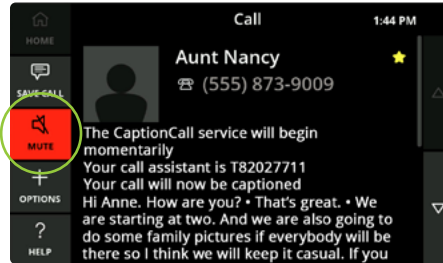 Call
1:44 PM
HOME
Aunt Nancy
(555) 873-9009
SAVE CALL
MUTE
OPTIONS
?
HELP
The CaptionCall service will begin
momentarily
Your call assistant is T82027711
Your call will now be captioned
Hi Anne. How are you? • That's great. • We
are starting at two. And we are also going to
do some family pictures if everybody will be
there so I think we will keep it casual. If you